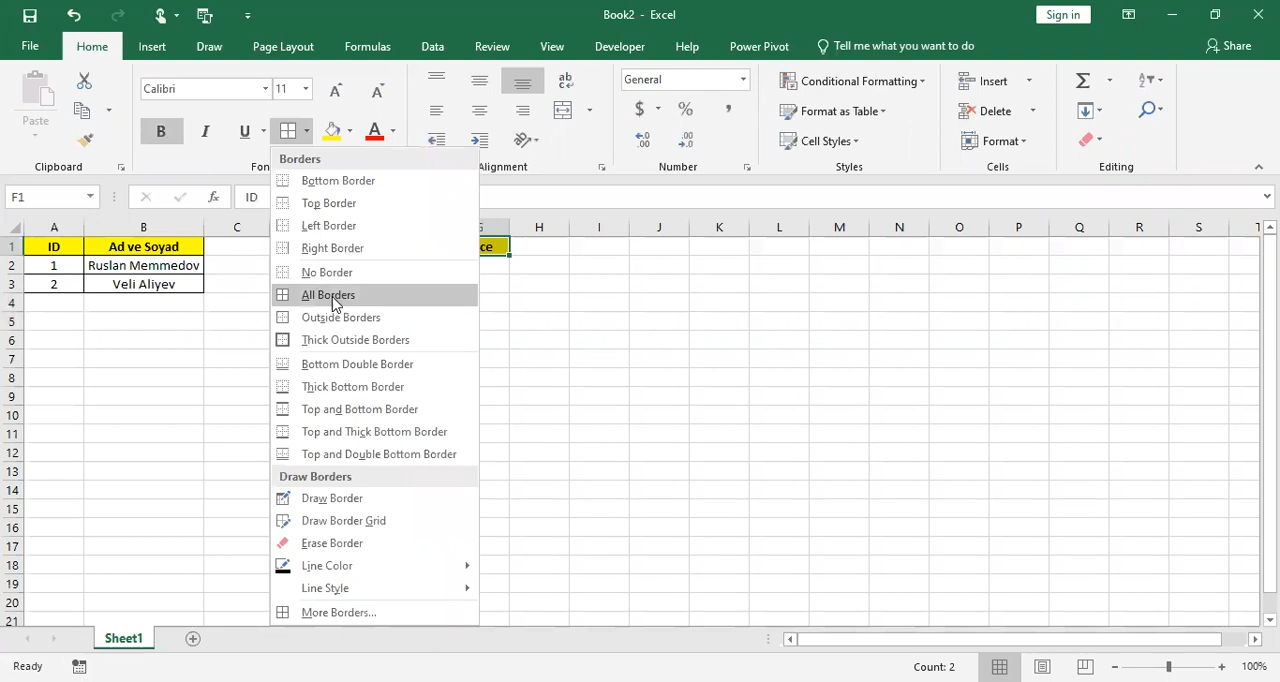 Book2 - Excel
Sign in
File Home Insert Draw Page Layout Formulas Data Review View Developer Help Power Pivot Tell me what you want to do Share
Paste
Clipboard
Calibri 11
B I U
Alignment
General
$ % ,
Number
Conditional Formatting
Format as Table
Cell Styles
Styles
Insert
Delete
Format
Cells
Editing
F1 fx ID
A B C H I J K L M N O P Q R S
1 ID Ad ve Soyad
2 1 Ruslan Memmedov
3 2 Veli Aliyev
4
5
6
7
8
9
10
11
12
13
14
15
16
17
18
19
20
21
Borders
Bottom Border
Top Border
Left Border
Right Border
No Border
All Borders
Outside Borders
Thick Outside Borders
Bottom Double Border
Thick Bottom Border
Top and Bottom Border
Top and Thick Bottom Border
Top and Double Bottom Border
Draw Borders
Draw Border
Draw Border Grid
Erase Border
Line Color
Line Style
More Borders...
Sheet1
Ready
Count: 2
100%